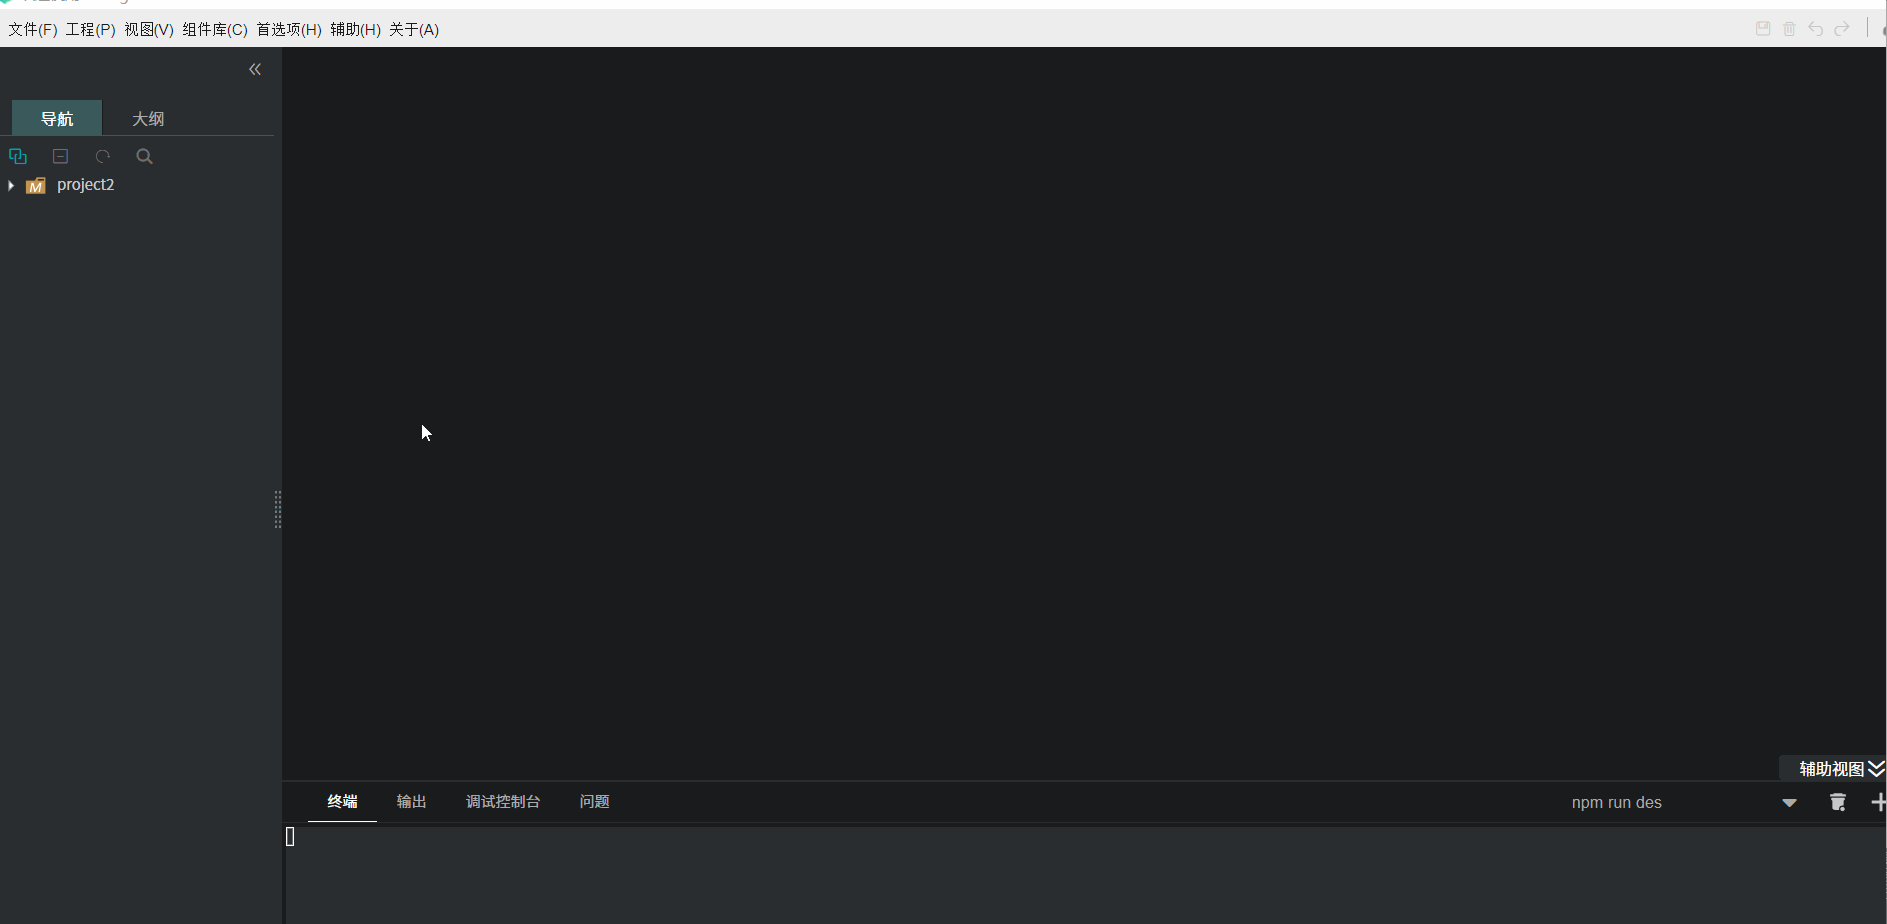 文件(F) 工程(P) 视图(V) 组件库(C) 首选项(H) 辅助(H) 关于(A)
导航 大纲
M project2
辅助视图
终端 输出 调试控制台 问题 npm run des